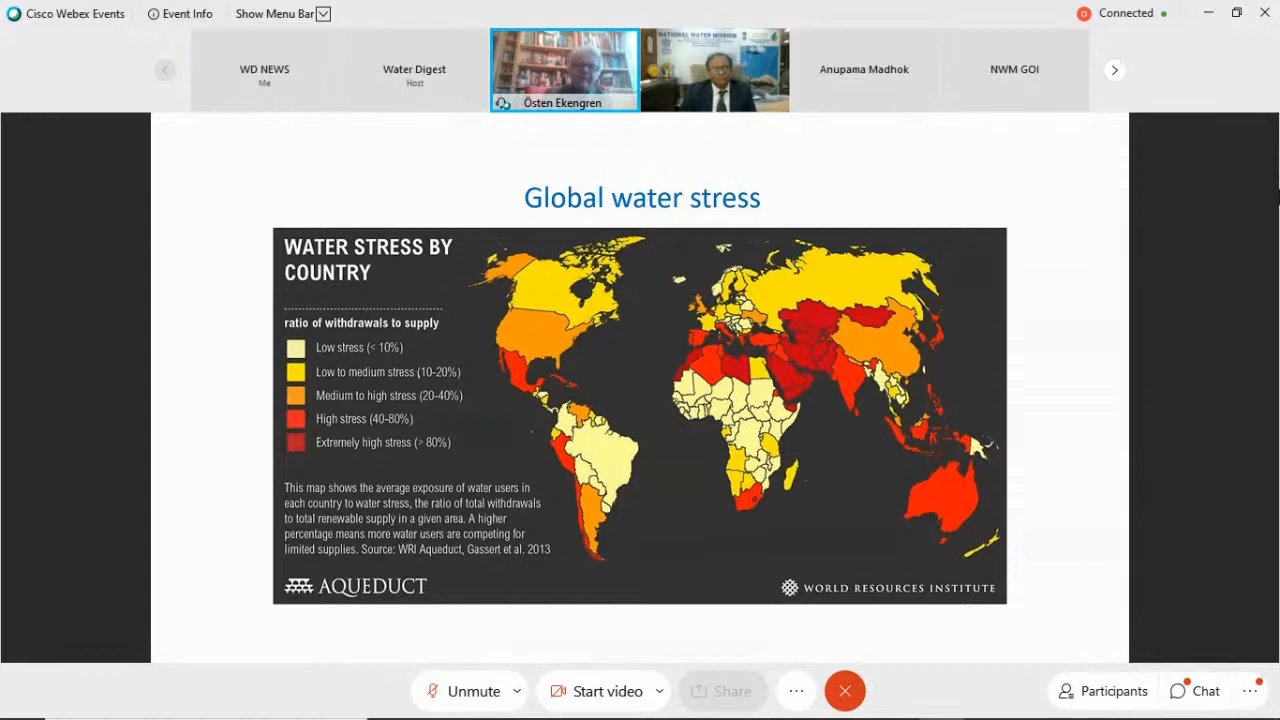 Cisco Webex Events
Event Info
Show Menu Bar
Connected
WD NEWS
Me
Water Digest
Host
Östen Ekengren
NATIONAL WATER MISSION
Anupama Madhok
NWM GOI
Global water stress
WATER STRESS BY
COUNTRY
ratio of withdrawals to supply
Low stress (< 10%)
Low to medium stress (10-20%)
Medium to high stress (20-40%)
High stress (40-80%)
Extremely high stress (> 80%)
This map shows the average exposure of water users in
each country to water stress, the ratio of total withdrawals
to total renewable supply in a given area. A higher
percentage means more water users are competing for
limited supplies. Source: WRI Aqueduct, Gassert et al. 2013
AQUEDUCT
WORLD RESOURCES INSTITUTE
Unmute
Start video
Share
Participants
Chat